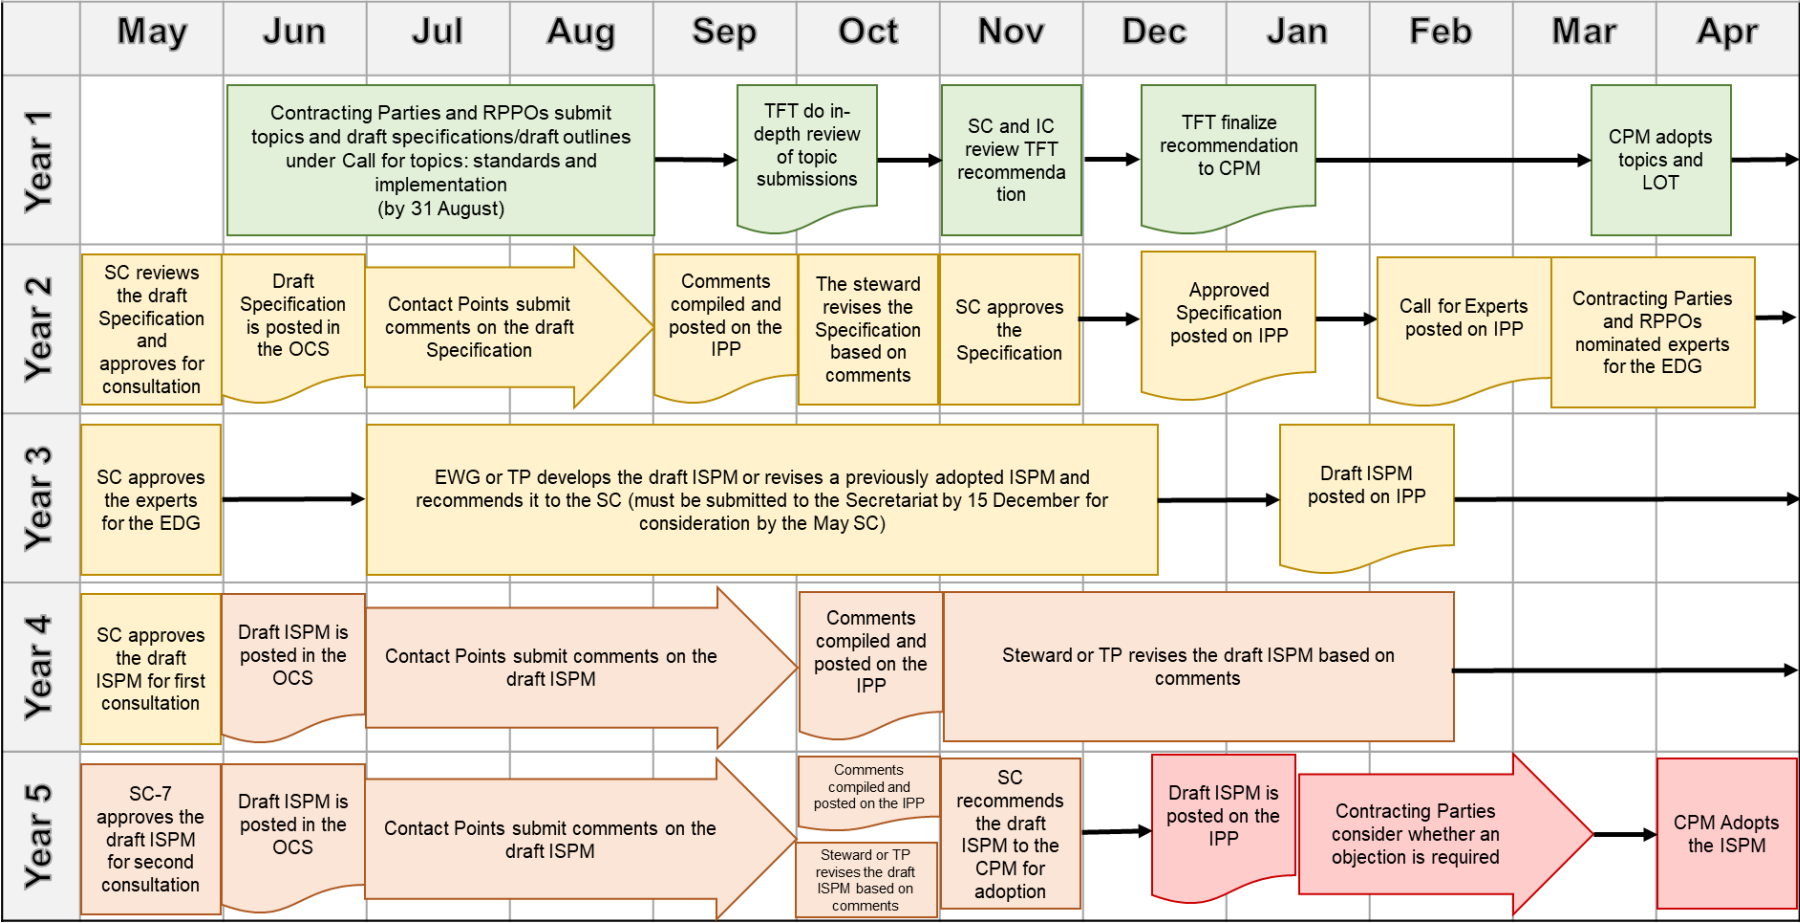 May Jun Jul Aug Sep Oct Nov Dec Jan Feb Mar Apr
Year 1
Contracting Parties and RPPOs submit
topics and draft specifications/draft outlines
under Call for topics: standards and
implementation
(by 31 August)
TFT do in-
depth review
of topic
submissions
SC and IC
review TFT
recommenda
tion
TFT finalize
recommendation
to CPM
CPM adopts
topics and
LOT
Year 2
SC reviews
the draft
Specification
and
approves for
consultation
Draft
Specification
is posted in
the OCS
Contact Points submit
comments on the draft
Specification
Comments
compiled and
posted on the
IPP
The steward
revises the
Specification
based on
comments
SC approves
the
Specification
Approved
Specification
posted on IPP
Call for Experts
posted on IPP
Contracting Parties
and RPPOs
nominated experts
for the EDG
Year 3
SC approves
the experts
for the EDG
EWG or TP develops the draft ISPM or revises a previously adopted ISPM and
recommends it to the SC (must be submitted to the Secretariat by 15 December for
consideration by the May SC)
Draft ISPM
posted on IPP
Year 4
SC approves
the draft
ISPM for first
consultation
Draft ISPM is
posted in the
OCS
Contact Points submit comments on the
draft ISPM
Comments
compiled and
posted on the
IPP
Steward or TP revises the draft ISPM based on
comments
Year 5
SC-7
approves the
draft ISPM
for second
consultation
Draft ISPM is
posted in the
OCS
Contact Points submit comments on the
draft ISPM
Comments
compiled and
posted on the IPP
Steward or TP
revises the draft
ISPM based on
comments
SC
recommends
the draft
ISPM to the
CPM for
adoption
Draft ISPM is
posted on the
IPP
Contracting Parties
consider whether an
objection is required
CPM Adopts
the ISPM